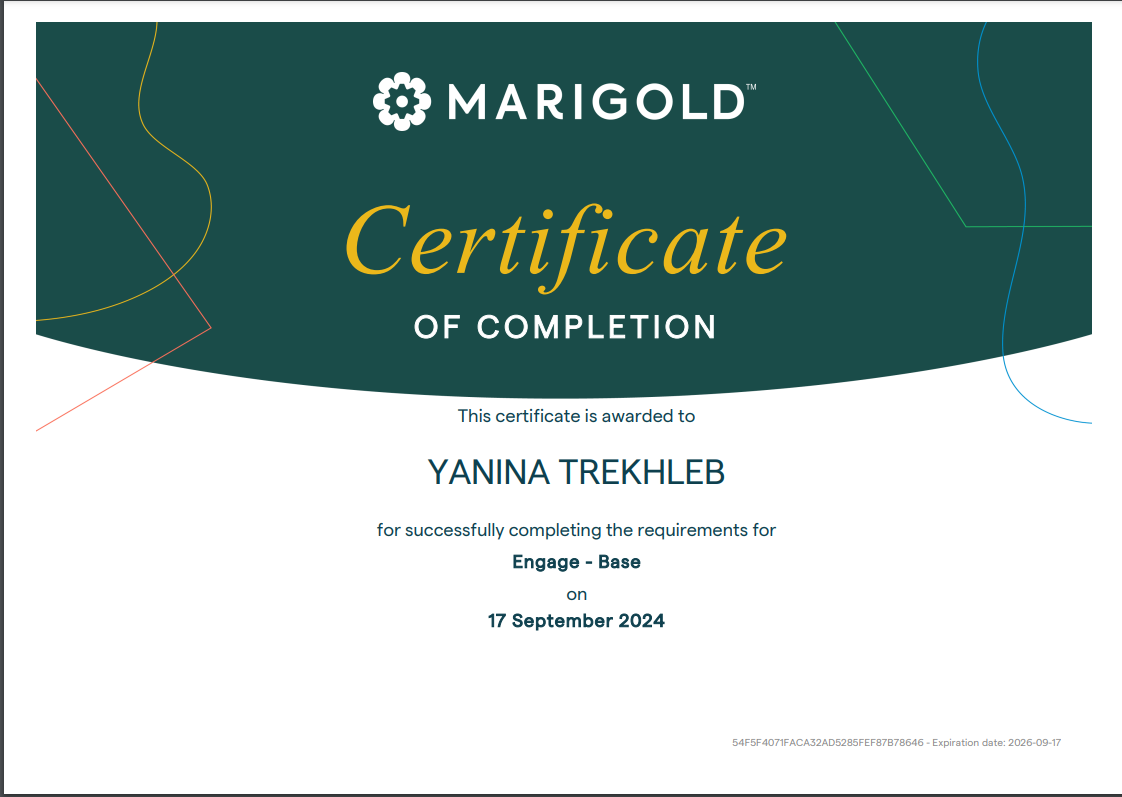 MARIGOLD™
Certificate
OF COMPLETION
This certificate is awarded to
YANINA TREKHLEB
for successfully completing the requirements for
Engage - Base
on
17 September 2024
54F5F4071FACA32AD5285FEF87B78646 - Expiration date: 2026-09-17